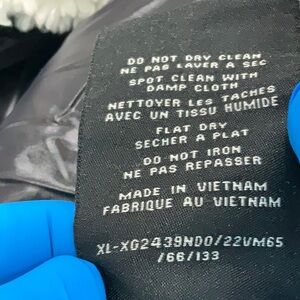 DO NOT DRY CLEAN
NE PAS LAVER A SEC
SPOT CLEAN WITH
DAMP CLOTH
NETTOYER LES TACHES
AVEC UN TISSU HUMIDE
FLAT DRY
SECHER A PLAT
DO NOT IRON
NE PAS REPASSER
MADE IN VIETNAM
FABRIQUE AU VIETNAM
XL-XG2439NDO/22VM65
/66/133